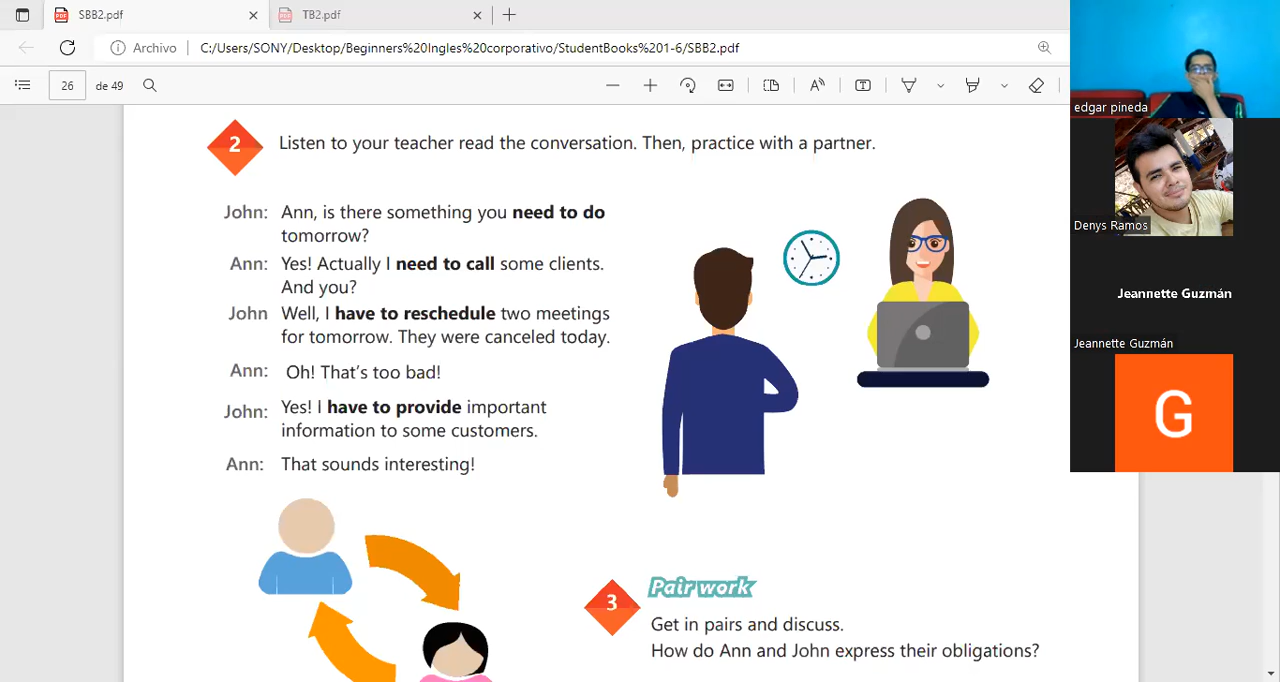 SBB2.pdf
TB2.pdf
Archivo
C:/Users/SONY/Desktop/Beginners%20Ingles%20corporativo/StudentBooks%201-6/SBB2.pdf
26
de 49
2
Listen to your teacher read the conversation. Then, practice with a partner.
John: Ann, is there something you need to do
tomorrow?
Ann: Yes! Actually I need to call some clients.
And you?
John Well, I have to reschedule two meetings
for tomorrow. They were canceled today.
Ann: Oh! That's too bad!
John: Yes! I have to provide important
information to some customers.
Ann: That sounds interesting!
3
Pair work
Get in pairs and discuss.
How do Ann and John express their obligations?
edgar pineda
Denys Ramos
Jeannette Guzmán
Jeannette Guzmán
G